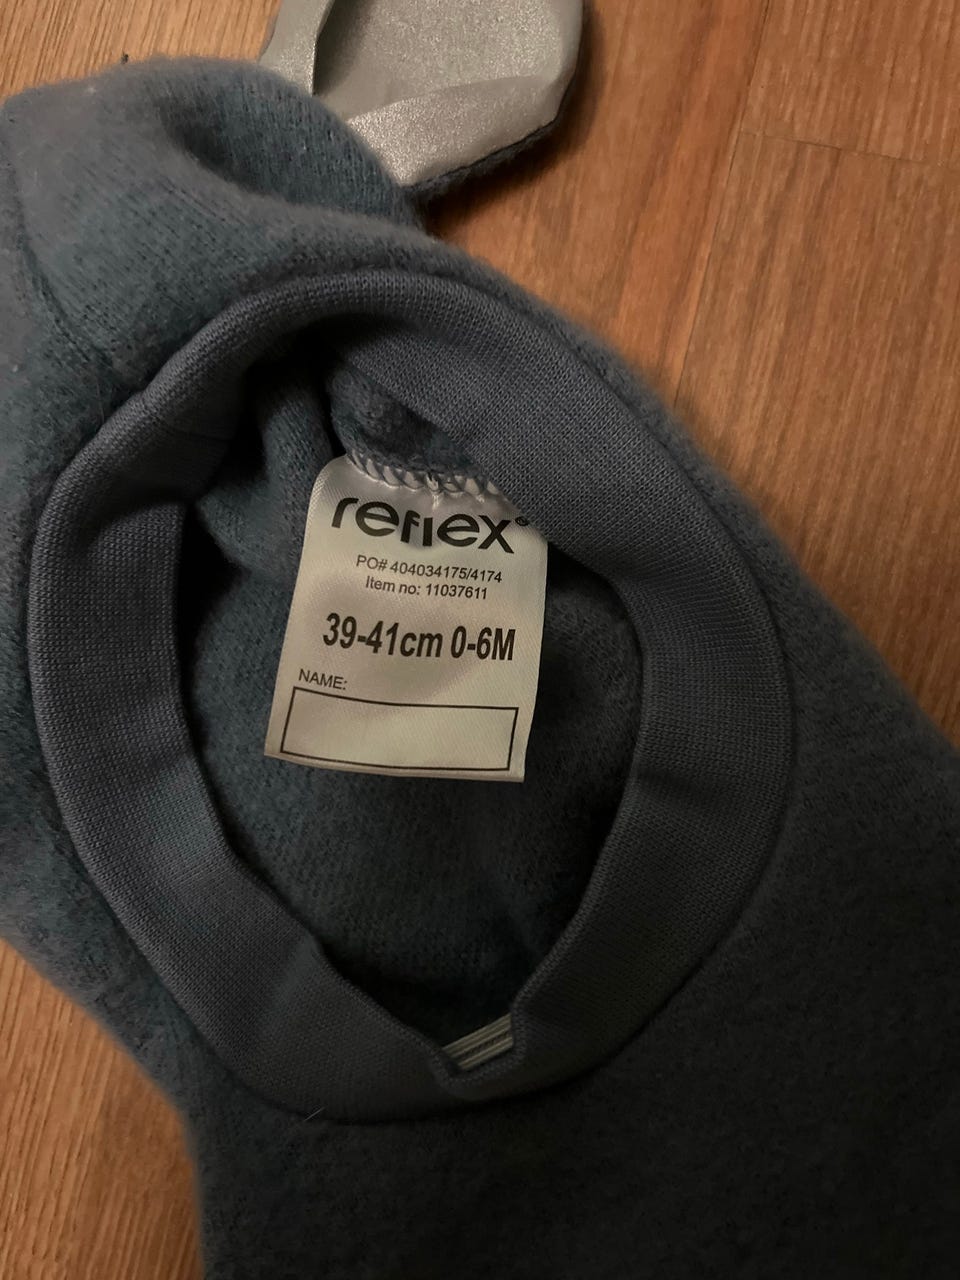 reflex®
PO# 404034175/4174
Item no: 11037611
39-41cm 0-6M
NAME: